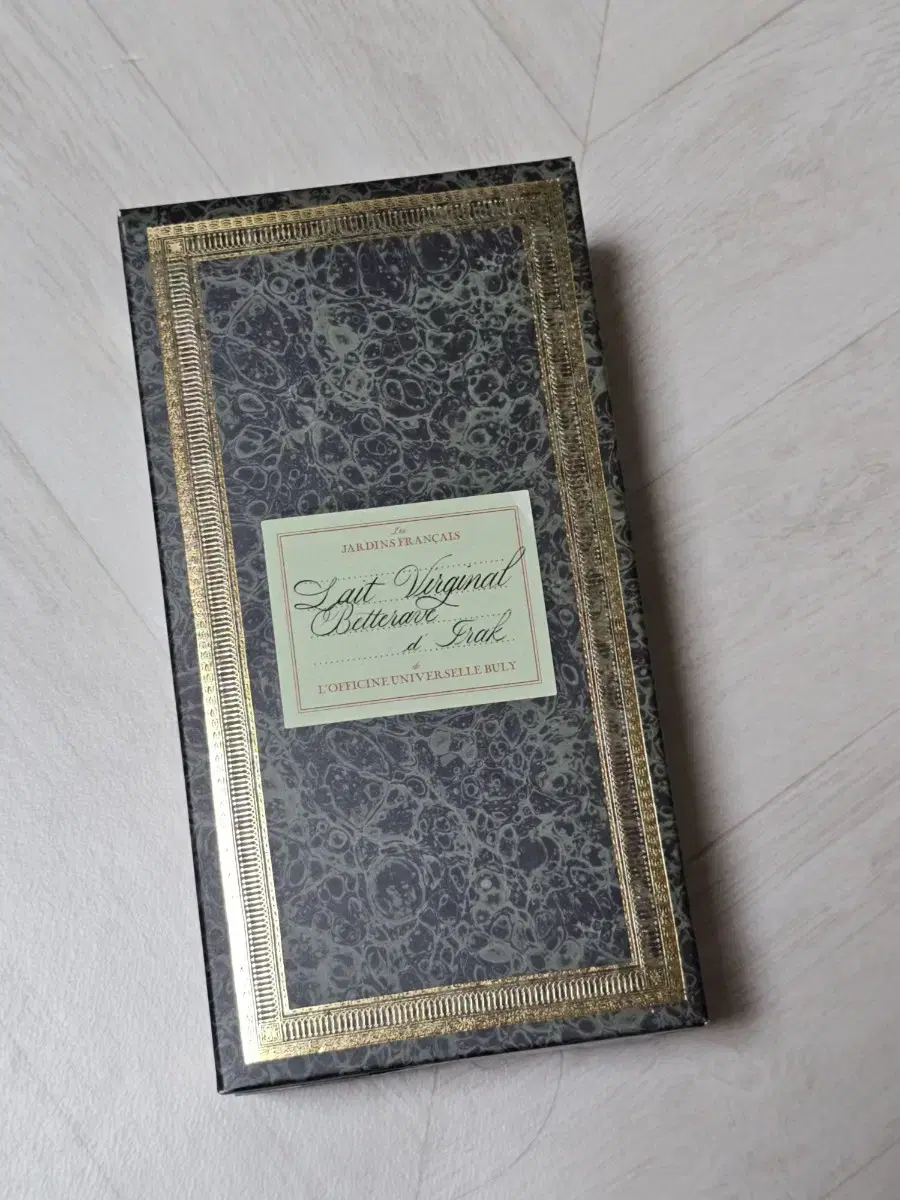 Les
JARDINS FRANÇAIS
Lait Virginal
Betterave
d' Irak
de
L'OFFICINE UNIVERSELLE BULY